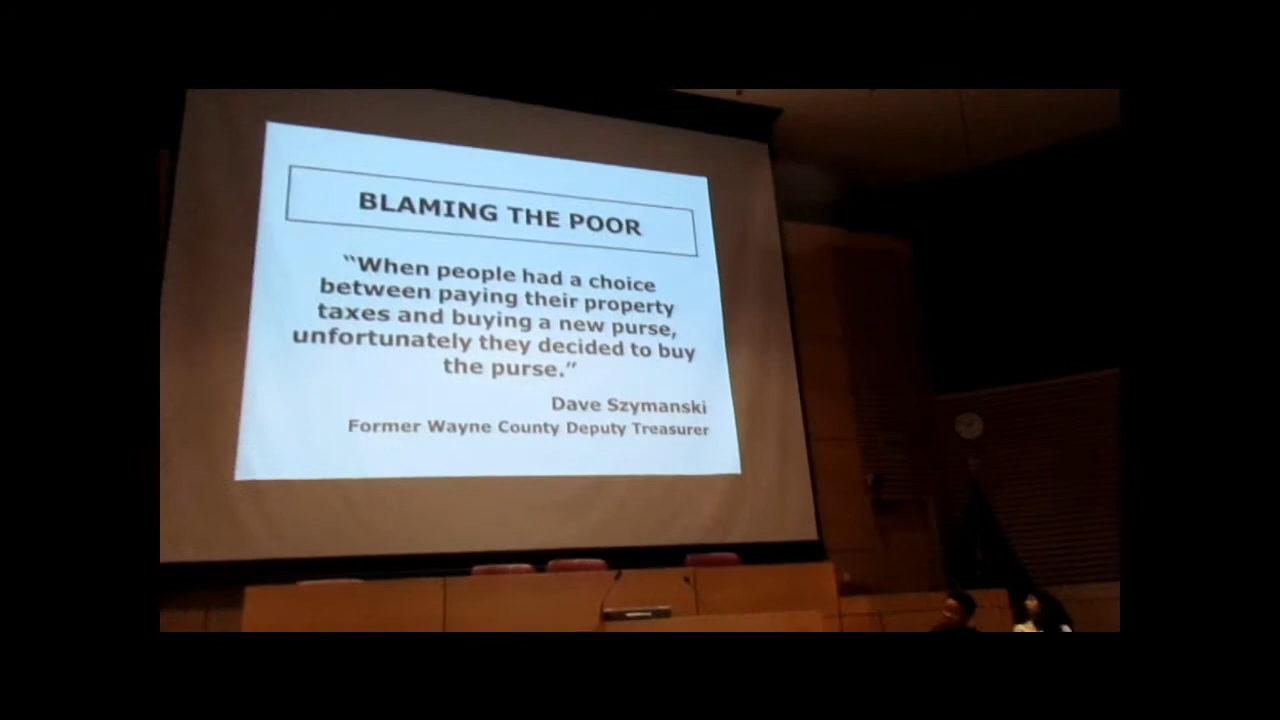 BLAMING THE POOR
“When people had a choice
between paying their property
taxes and buying a new purse,
unfortunately they decided to buy
the purse.”
Dave Szymanski
Former Wayne County Deputy Treasurer